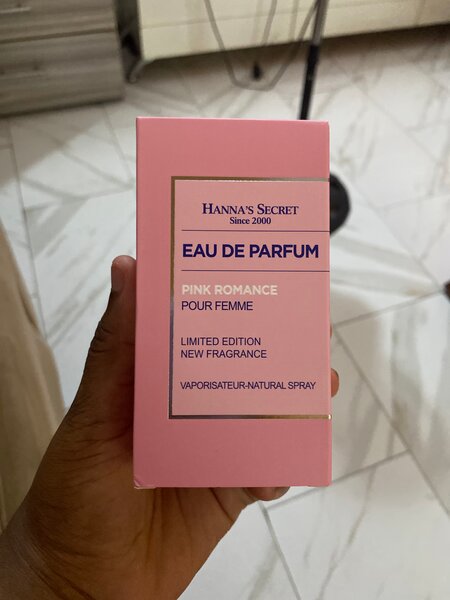 HANNA'S SECRET
Since 2000
EAU DE PARFUM
PINK ROMANCE
POUR FEMME
LIMITED EDITION
NEW FRAGRANCE
VAPORISATEUR-NATURAL SPRAY